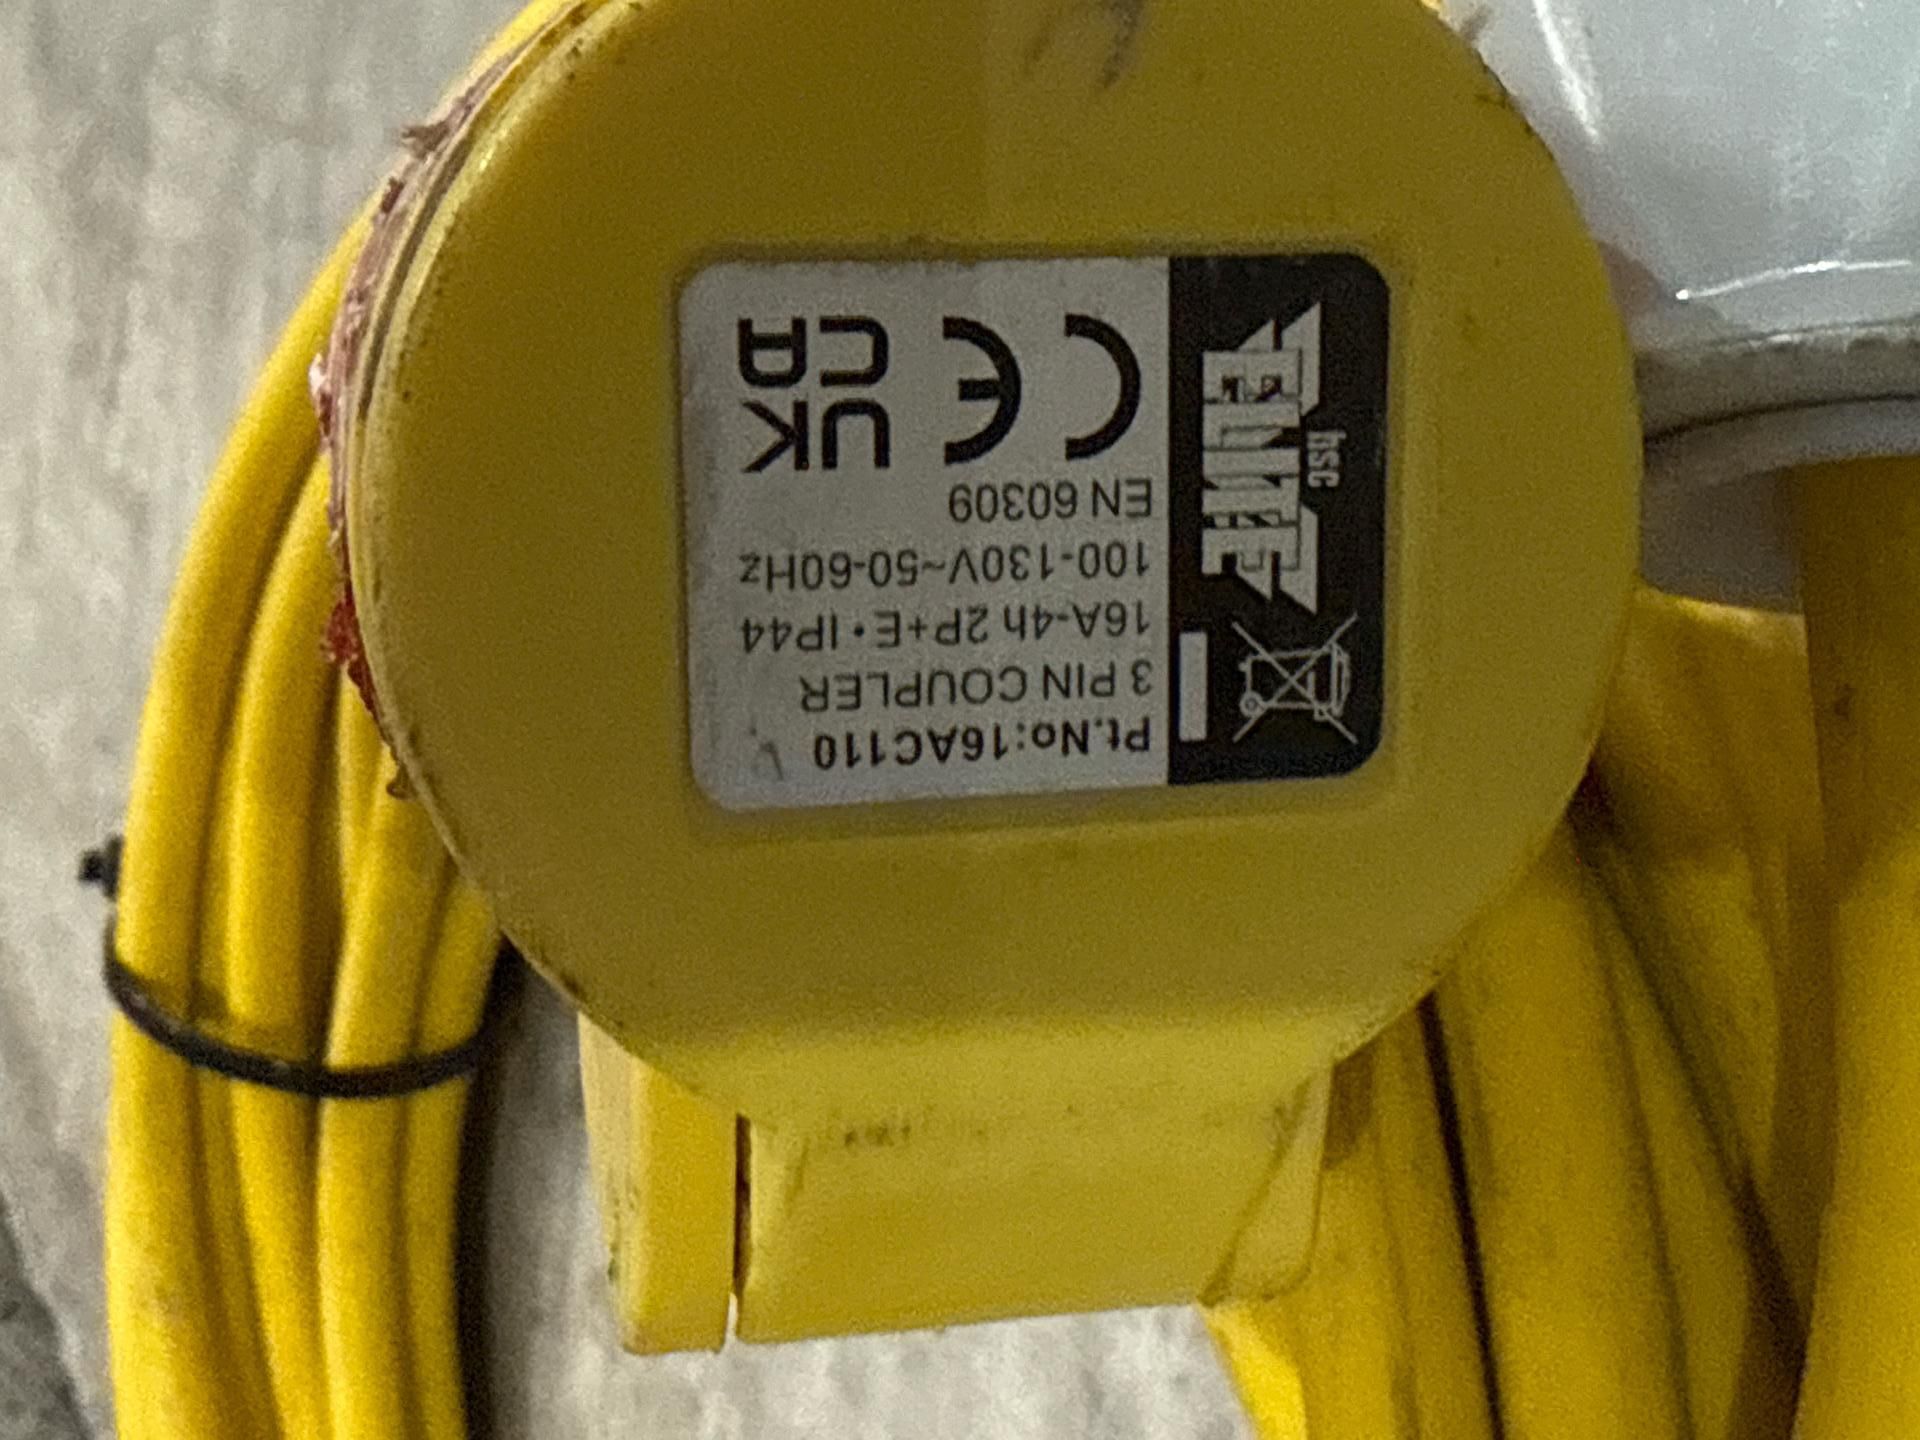 Pt.No:16AC110
3 PIN COUPLER
16A-4h 2P+E • IP44
100-130V~50-60Hz
EN 60309
CE
UK
CA
hsc